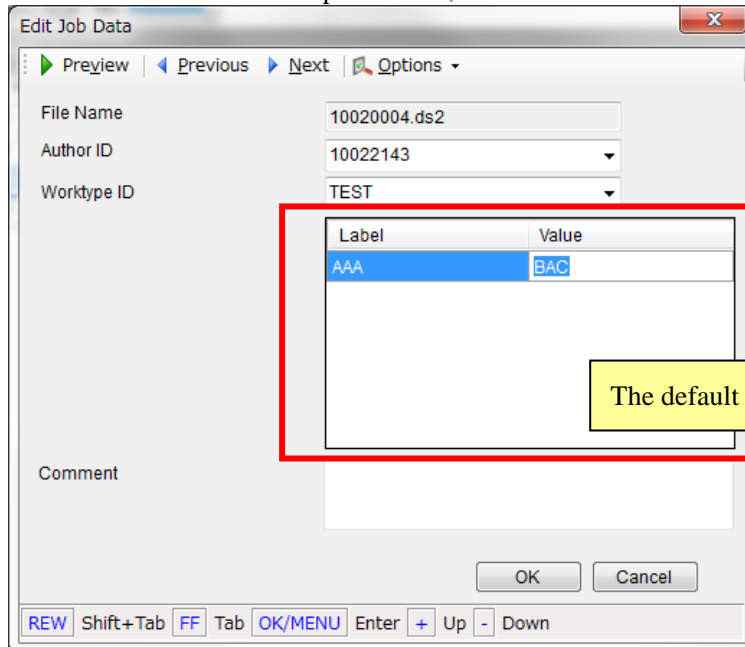 Edit Job Data
Preview Previous Next Options
File Name 10020004.ds2
Author ID 10022143
Worktype ID TEST
Label Value
AAA BAC
The default
Comment
OK Cancel
REW Shift+Tab FF Tab OK/MENU Enter + Up - Down